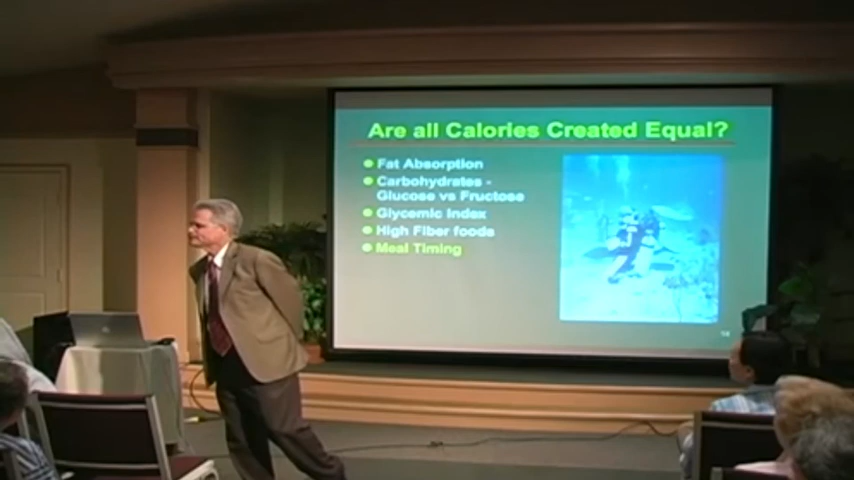 Are all Calories Created Equal?
Fat Absorption
Carbohydrates -
Glucose vs Fructose
Glycemic Index
High Fiber foods
Meal Timing